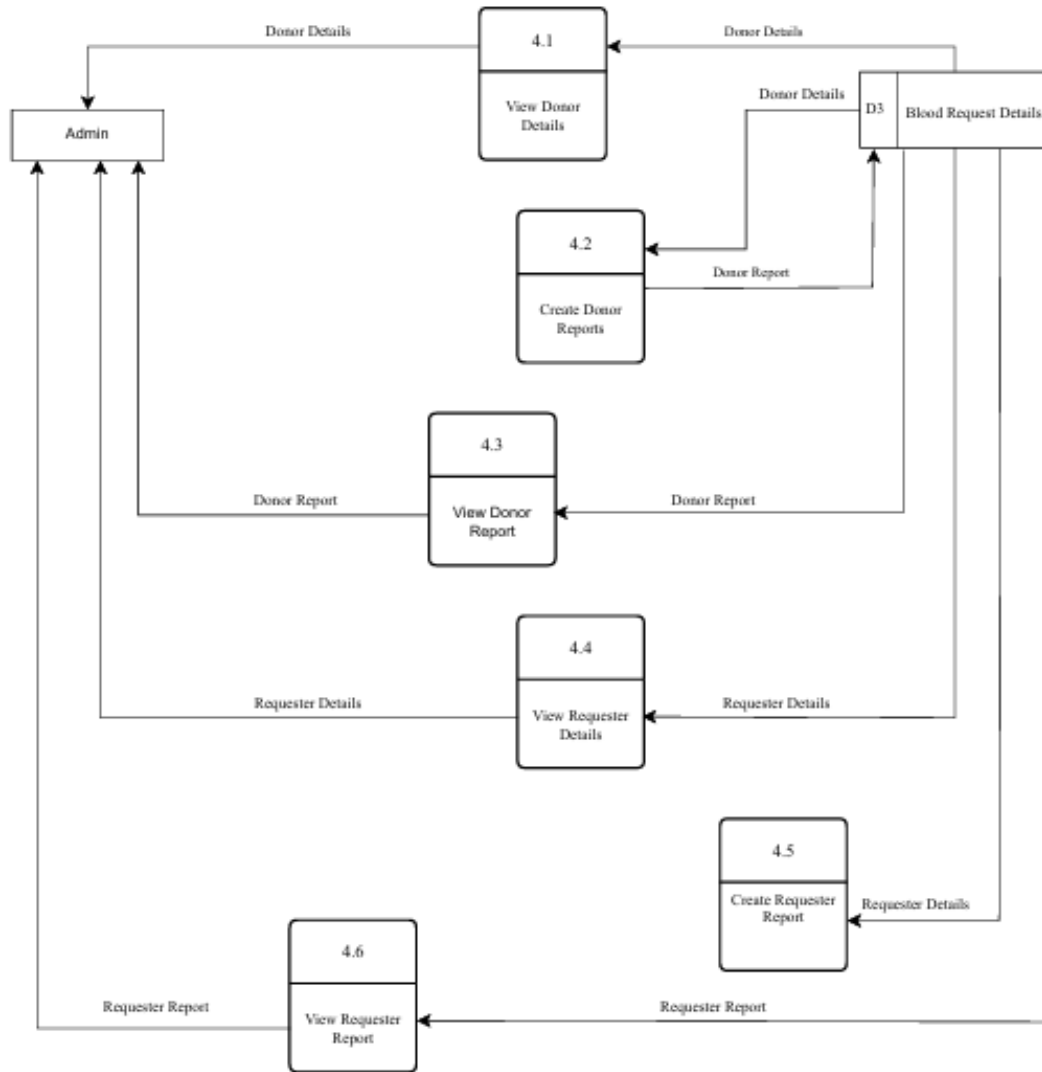 Donor Details
4.1
Donor Details
View Donor
Details
Donor Details
D3
Blood Request Details
Admin
4.2
Donor Report
Create Donor
Reports
4.3
Donor Report
View Donor
Report
Donor Report
4.4
Requester Details
View Requester
Details
Requester Details
4.5
Create Requester
Report
Requester Details
4.6
Requester Report
View Requester
Report
Requester Report